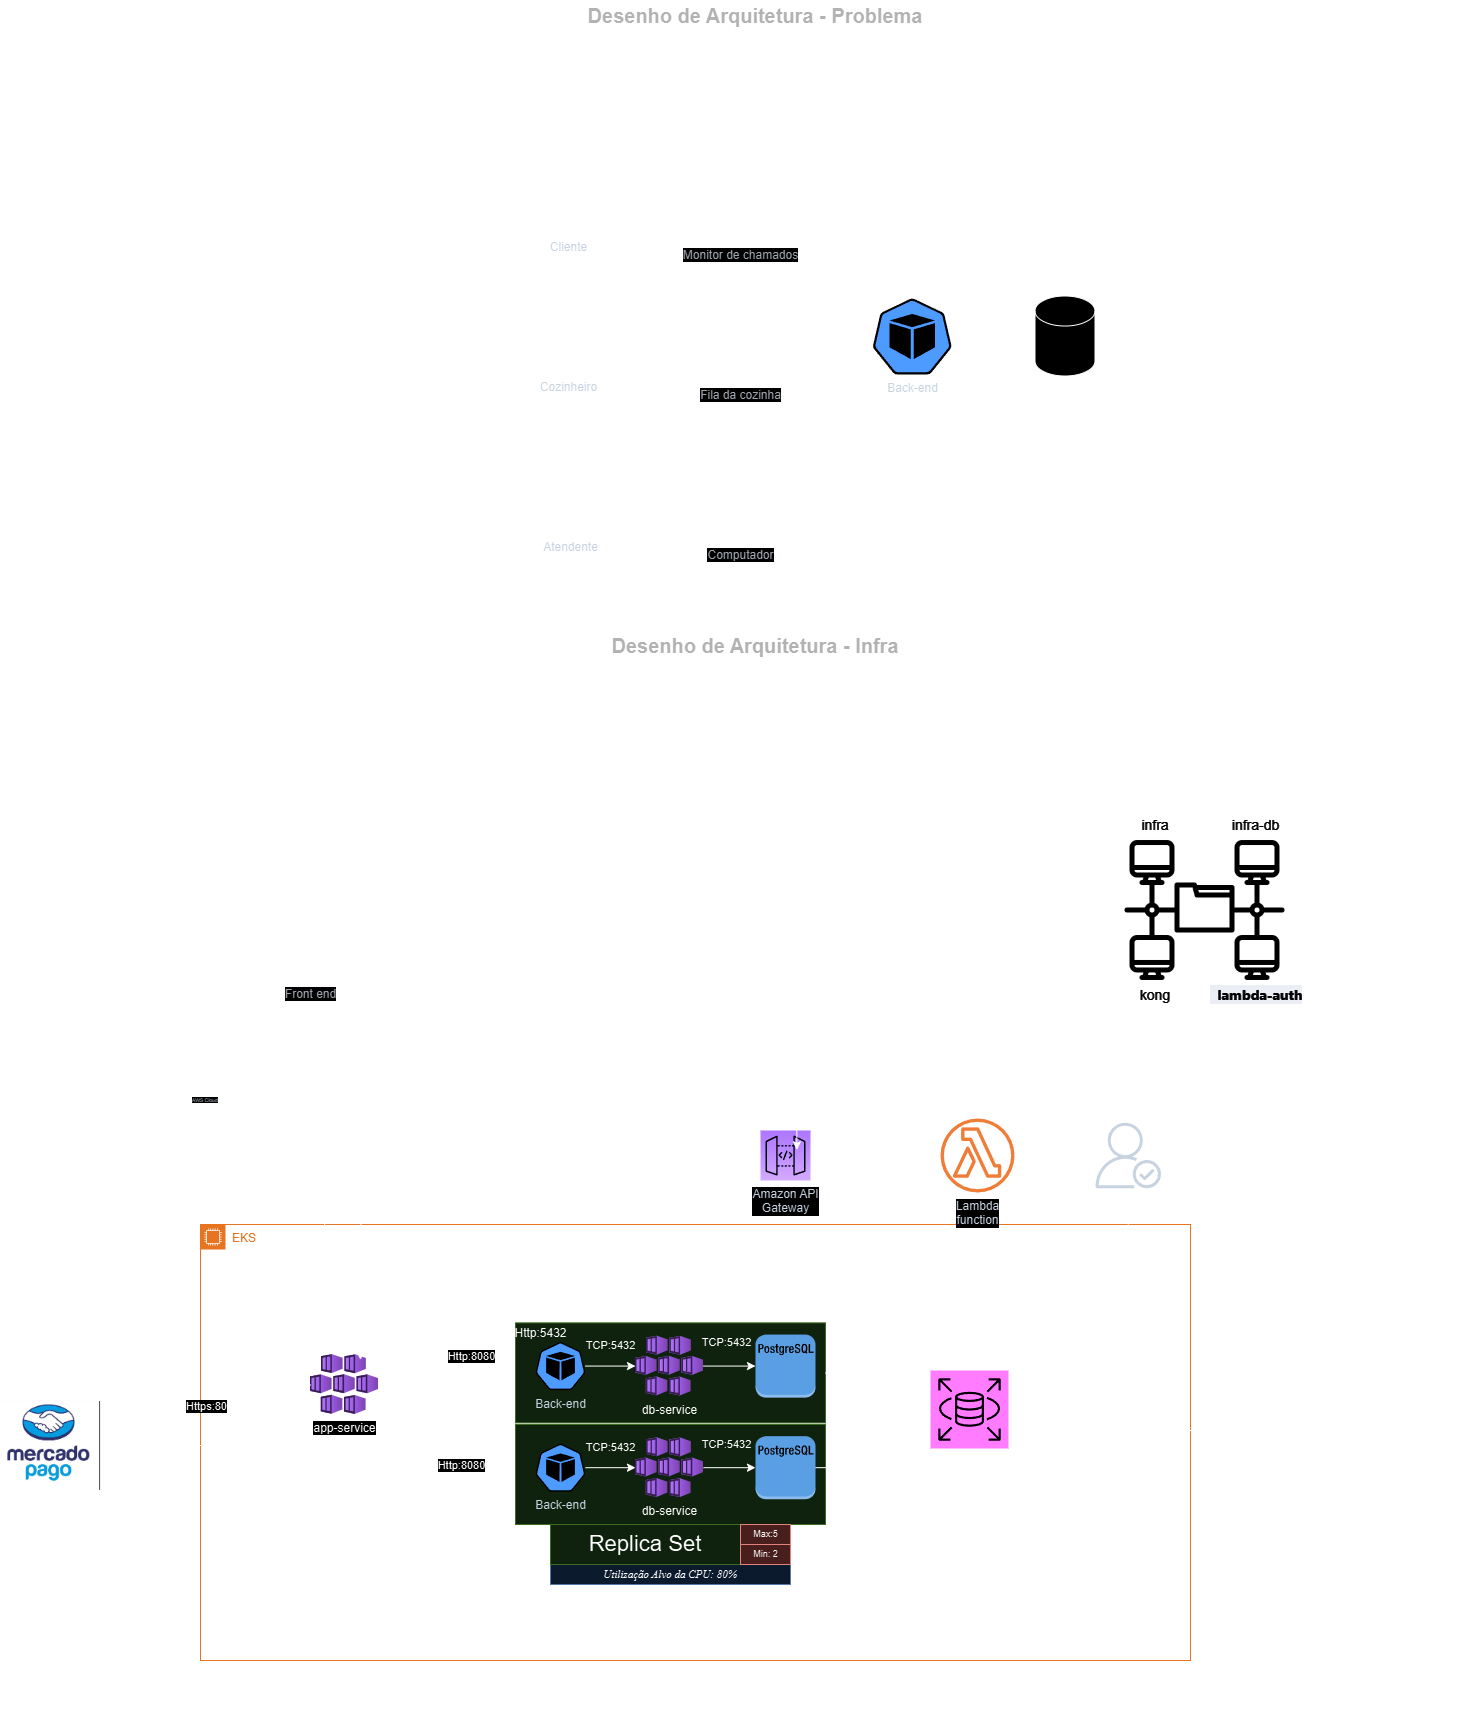 Desenho de Arquitetura - Problema
Cliente
Monitor de chamados
Cozinheiro
Fila da cozinha
Back-end
Atendente
Computador
Desenho de Arquitetura - Infra
infra
infra-db
kong
lambda-auth
Front end
AWS Cloud
Amazon API
Gateway
Lambda
function
EKS
Http:5432
TCP:5432
TCP:5432
PostgreSQL
Http:8080
Back-end
db-service
Https:80
app-service
mercado
pago
TCP:5432
TCP:5432
PostgreSQL
Http:8080
Back-end
db-service
Replica Set
Max:5
Min: 2
Utilização Alvo da CPU: 80%